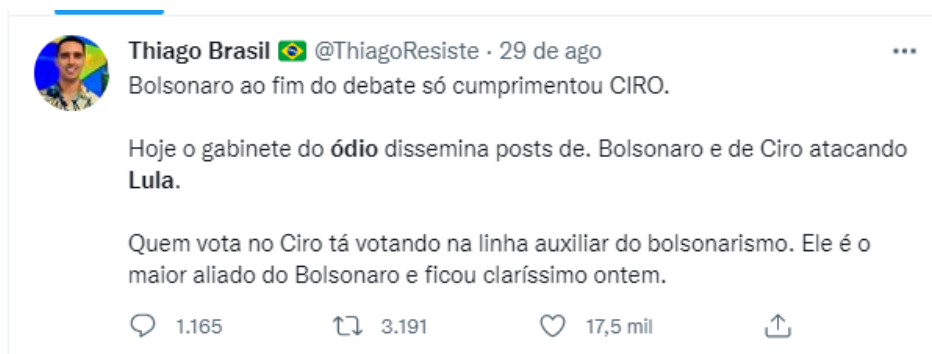 Thiago Brasil 🇧🇷 @ThiagoResiste · 29 de ago
Bolsonaro ao fim do debate só cumprimentou CIRO.
Hoje o gabinete do ódio dissemina posts de. Bolsonaro e de Ciro atacando
Lula.
Quem vota no Ciro tá votando na linha auxiliar do bolsonarismo. Ele é o
maior aliado do Bolsonaro e ficou claríssimo ontem.
1.165 3.191 17,5 mil